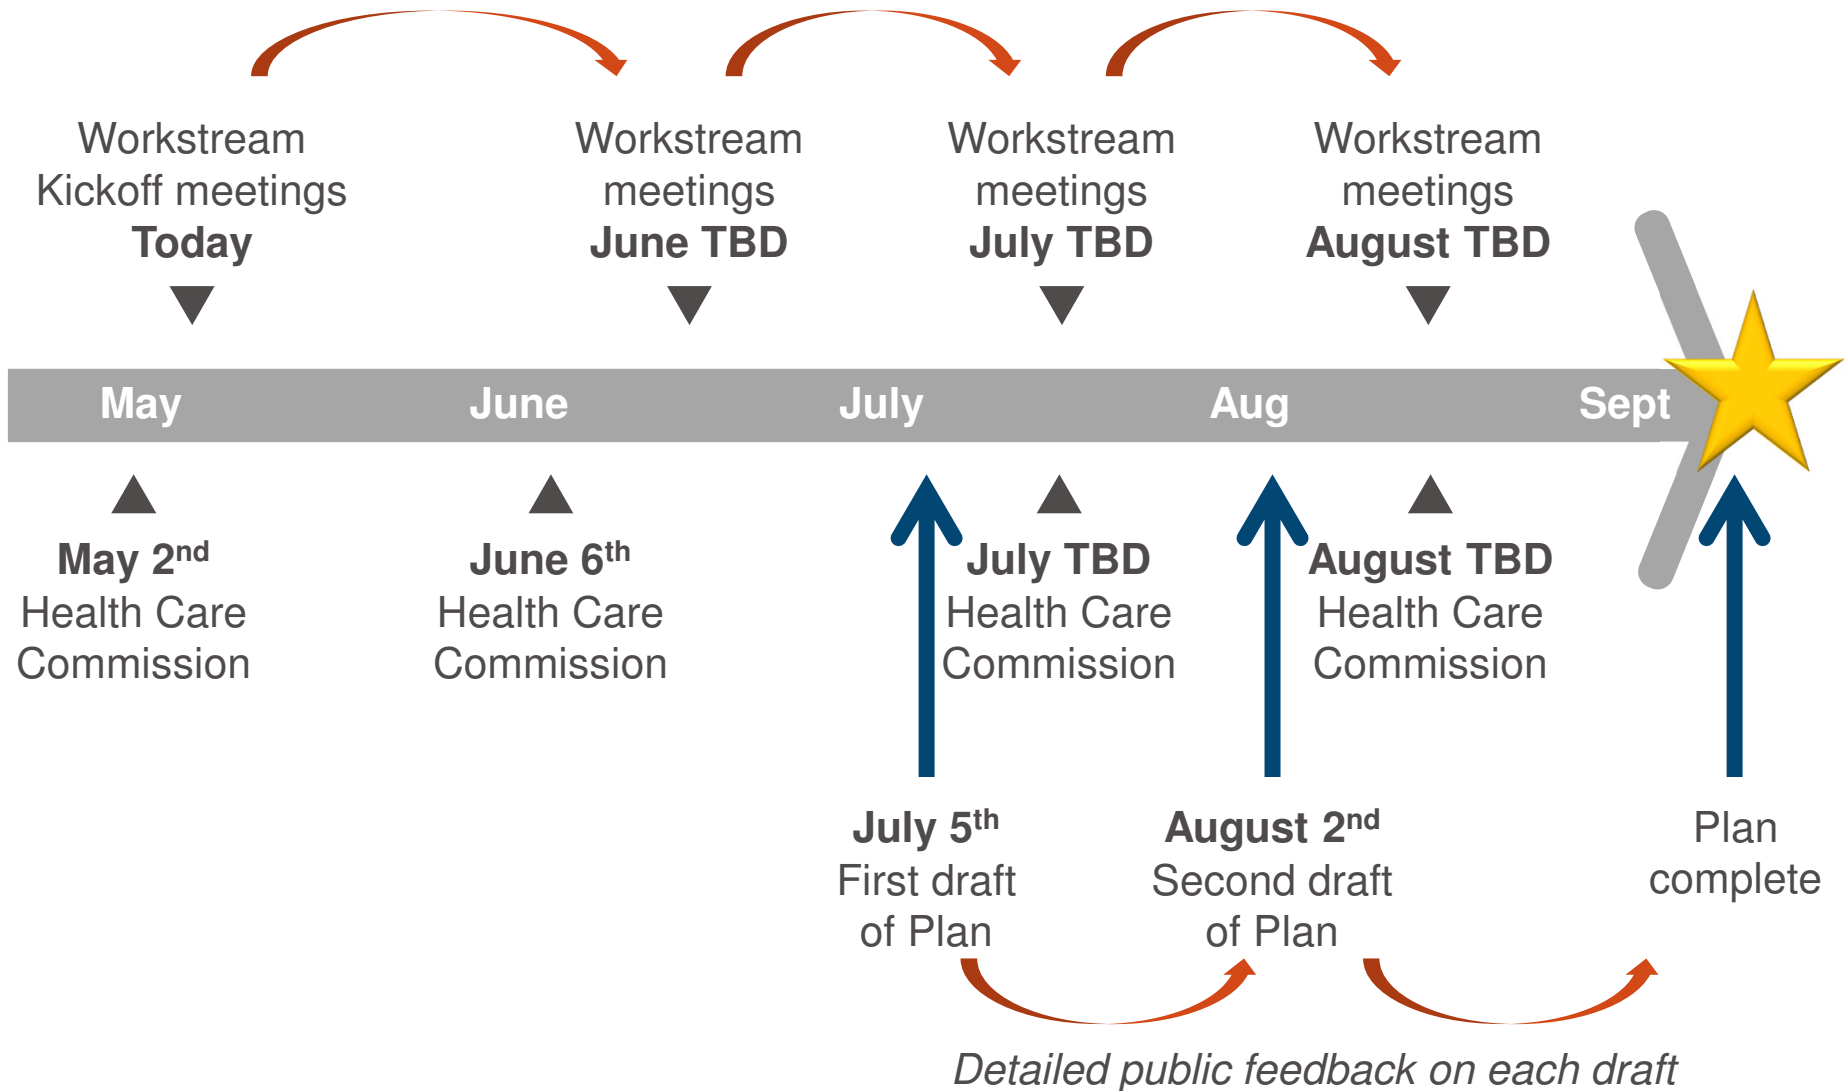 Workstream
Kickoff meetings
Today
Workstream
meetings
June TBD
Workstream
meetings
July TBD
Workstream
meetings
August TBD
May
June
July
Aug
Sept
May 2nd
Health Care
Commission
June 6th
Health Care
Commission
July TBD
Health Care
Commission
August TBD
Health Care
Commission
July 5th
First draft
of Plan
August 2nd
Second draft
of Plan
Plan
complete
Detailed public feedback on each draft